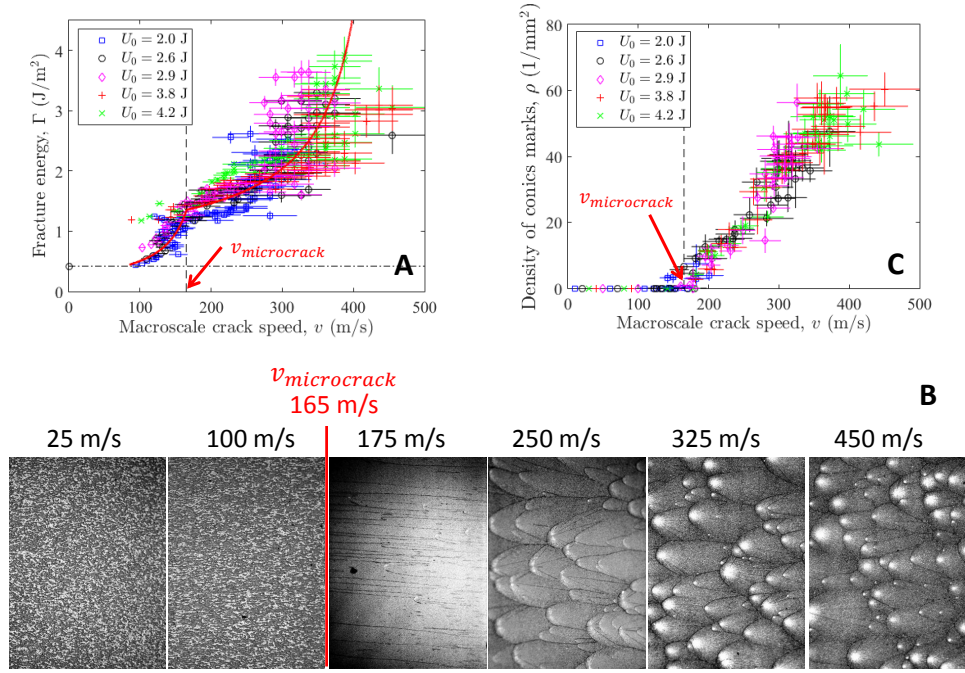 U₀ = 2.0 J
U₀ = 2.6 J
U₀ = 2.9 J
U₀ = 3.8 J
U₀ = 4.2 J
Fracture energy, Γ (J/m²)
4
3
2
1
0
0
100
200
300
400
500
Macroscale crack speed, v (m/s)
v_microcrack
A
U₀ = 2.0 J
U₀ = 2.6 J
U₀ = 2.9 J
U₀ = 3.8 J
U₀ = 4.2 J
Density of conics marks, ρ (1/mm²)
80
60
40
20
0
0
100
200
300
400
500
Macroscale crack speed, v (m/s)
v_microcrack
C
v_microcrack
165 m/s
B
25 m/s
100 m/s
175 m/s
250 m/s
325 m/s
450 m/s